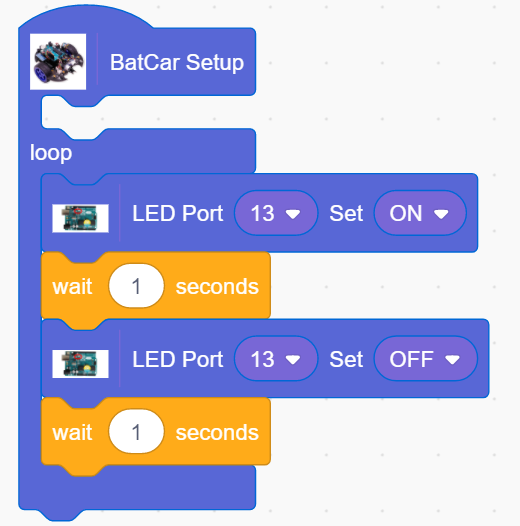 BatCar Setup
loop
LED Port 13 Set ON
wait 1 seconds
LED Port 13 Set OFF
wait 1 seconds